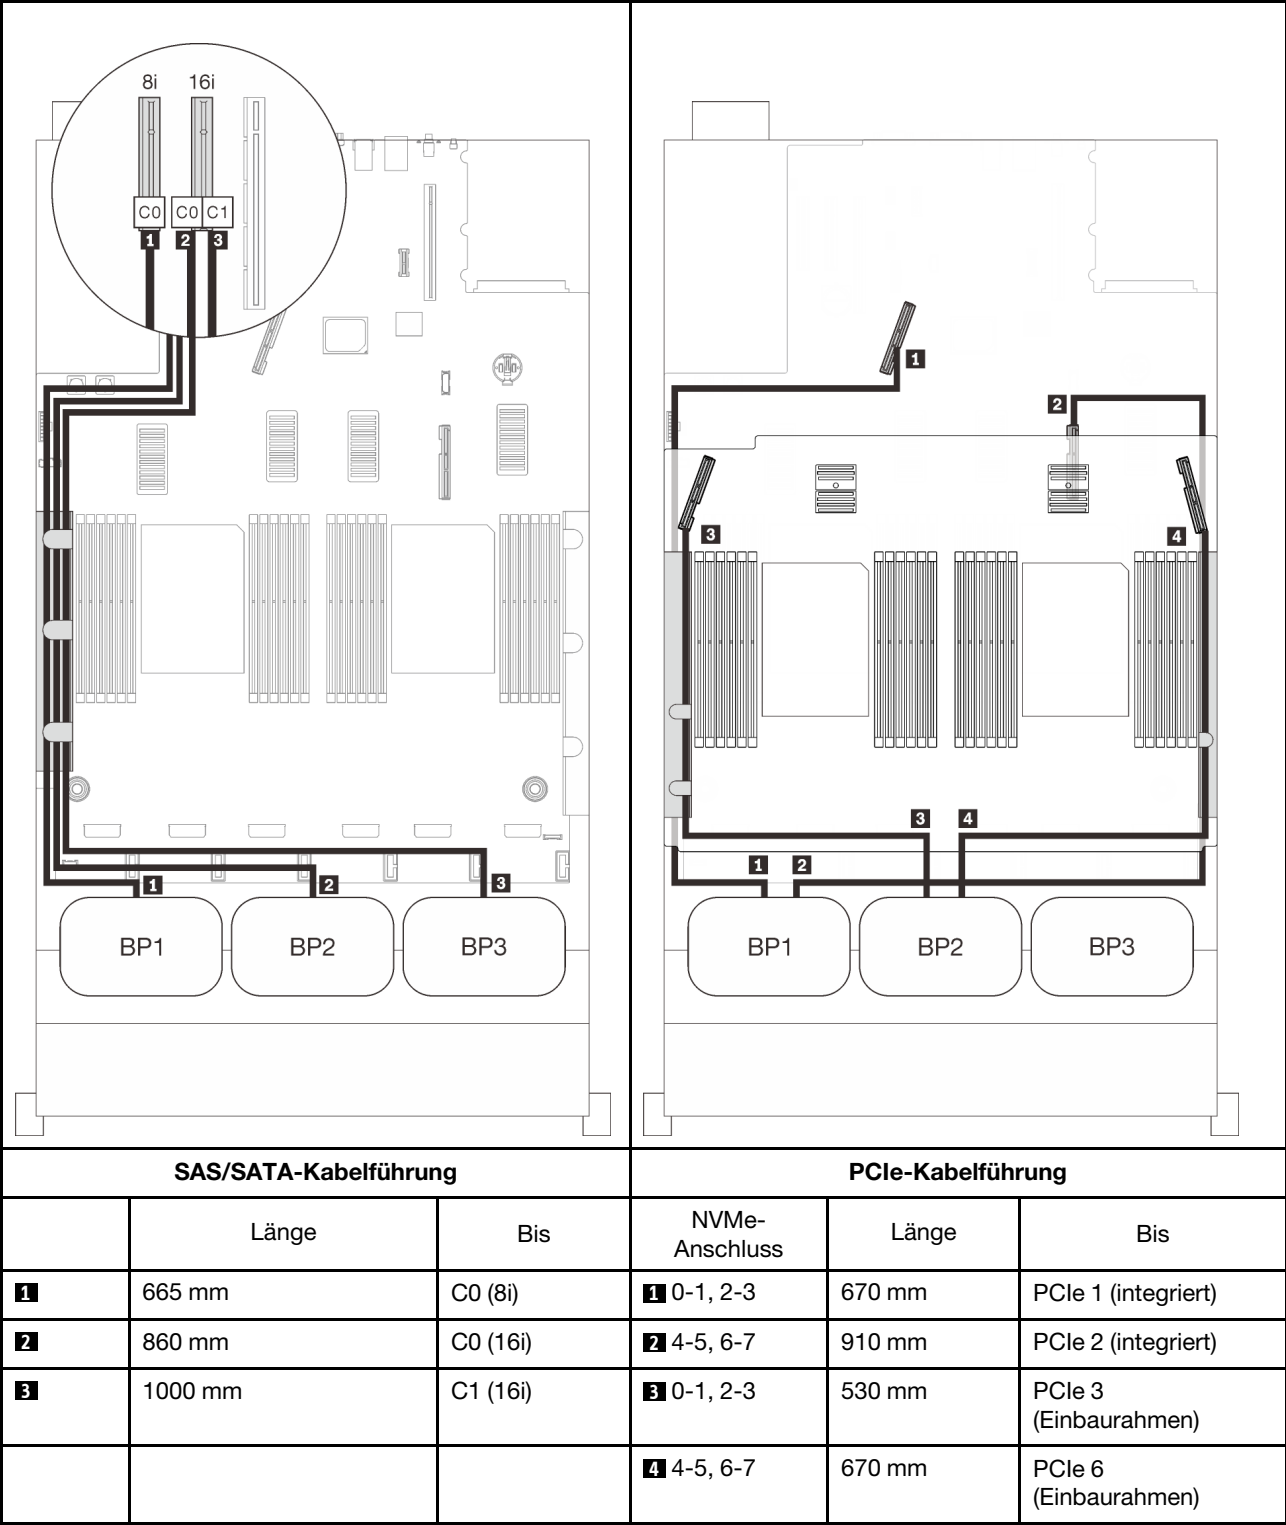 8i 16i
C0 C0 C1
1 2 3
1 2 3
BP1 BP2 BP3
1
2
3 4
3 4
1 2
BP1 BP2 BP3
SAS/SATA-Kabelführung
PCIe-Kabelführung
Länge Bis
NVMe-
Anschluss
Länge Bis
1 665 mm C0 (8i)
1 0-1, 2-3 670 mm PCIe 1 (integriert)
2 860 mm C0 (16i)
2 4-5, 6-7 910 mm PCIe 2 (integriert)
3 1000 mm C1 (16i)
3 0-1, 2-3 530 mm PCIe 3
(Einbaurahmen)
4 4-5, 6-7 670 mm PCIe 6
(Einbaurahmen)